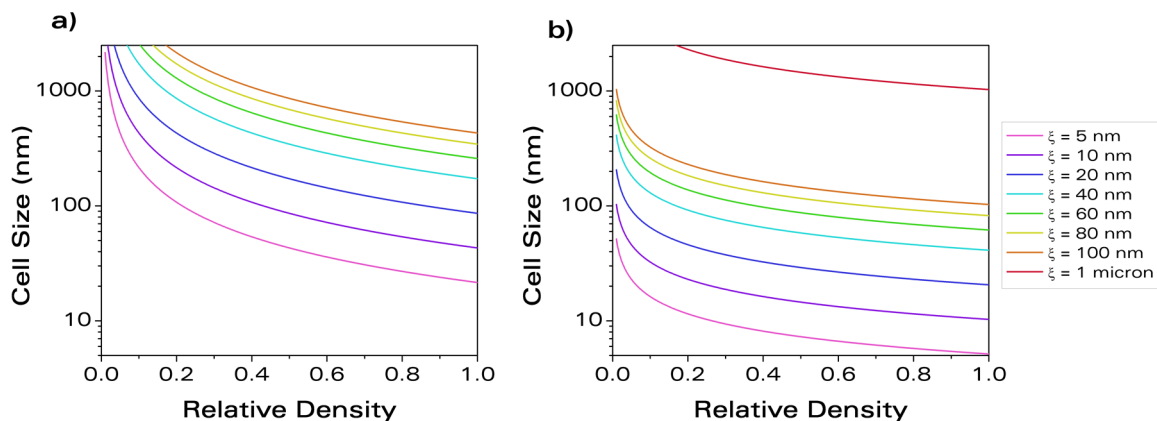 a)
1000
100
10
Cell Size (nm)
0.0 0.2 0.4 0.6 0.8 1.0
Relative Density
b)
1000
100
10
Cell Size (nm)
0.0 0.2 0.4 0.6 0.8 1.0
Relative Density
ξ = 5 nm
ξ = 10 nm
ξ = 20 nm
ξ = 40 nm
ξ = 60 nm
ξ = 80 nm
ξ = 100 nm
ξ = 1 micron